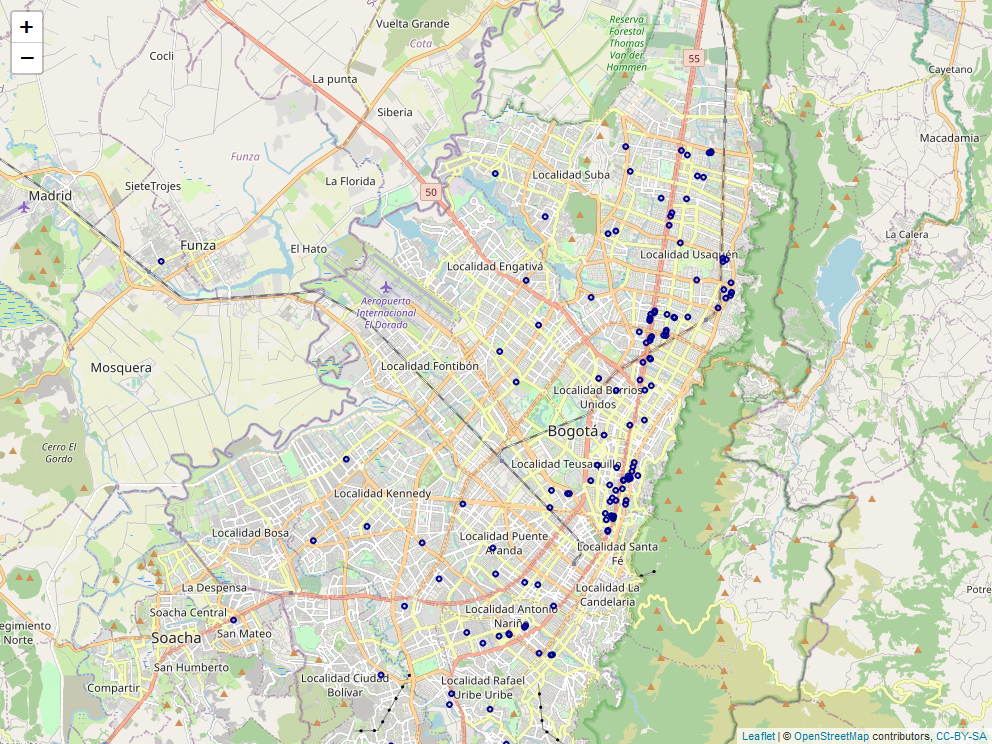 +
−
Vuelta Grande
Cota
Cocli
La punta
Siberia
Reserva
Forestal
Thomas
Van der
Hammen
55
Cayetano
Macadamia
Funza
SieteTrojes
La Florida
50
Localidad Suba
Madrid
Funza
El Hato
La Calera
Localidad Usaquén
Localidad Engativá
Aeropuerto
Internacional
El Dorado
Mosquera
Localidad Fontibón
Localidad Barrios
Unidos
Bogotá
Cerro El
Gordo
Localidad Teusaquillo
Localidad Kennedy
Localidad Bosa
Localidad Puente
Aranda
Localidad Santa
Fé
La Despensa
Localidad La
Candelaria
Potre
Soacha Central
Localidad Antonio
Nariño
egimiento
Norte
Soacha
San Mateo
San Humberto
Compartir
Localidad Ciudad
Bolívar
Localidad Rafael
Uribe Uribe
Leaflet | © OpenStreetMap contributors, CC-BY-SA